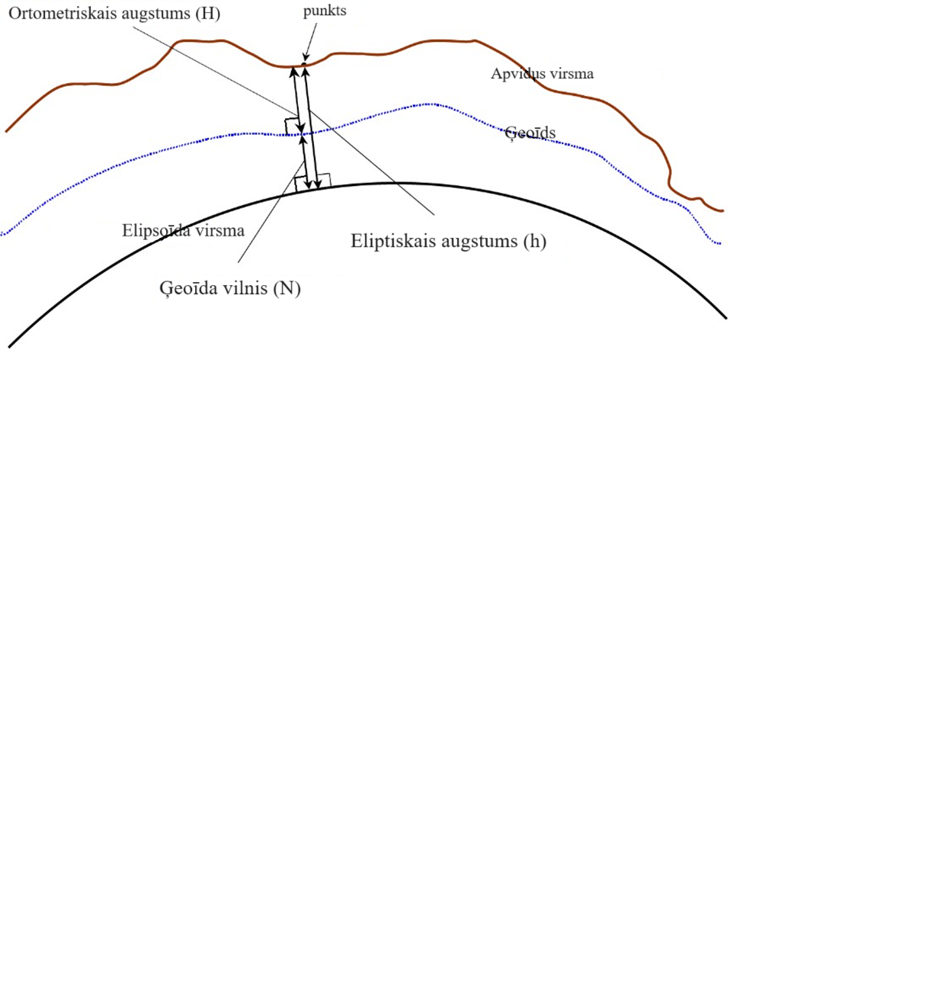 Ortometriskais augstums (H)
punkts
Apvidus virsma
Ģeoīds
Elipsoīda virsma
Eliptiskais augstums (h)
Ģeoīda vilnis (N)